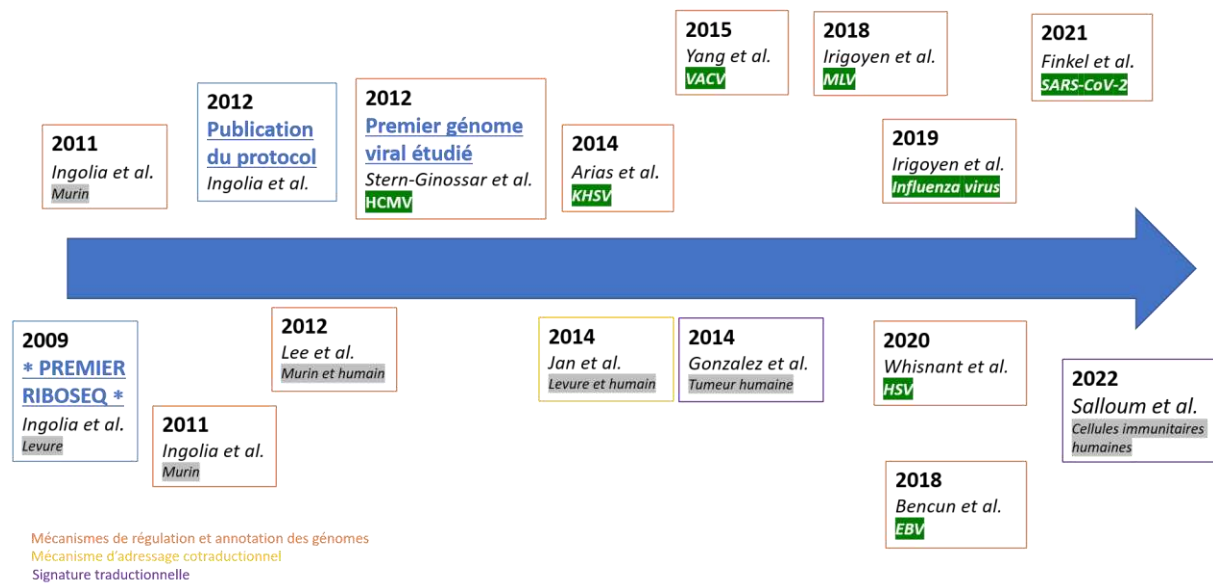 2015
Yang et al.
VACV
2018
Irigoyen et al.
MLV
2021
Finkel et al.
SARS-CoV-2
2012
Publication
du protocol
Ingolia et al.
2012
Premier génome
viral étudié
Stern-Ginossar et al.
HCMV
2011
Ingolia et al.
Murin
2014
Arias et al.
KHSV
2019
Irigoyen et al.
Influenza virus
2009
* PREMIER
RIBOSEQ *
Ingolia et al.
Levure
2012
Lee et al.
Murin et humain
2011
Ingolia et al.
Murin
2014
Jan et al.
Levure et humain
2014
Gonzalez et al.
Tumeur humaine
2020
Whisnant et al.
HSV
2022
Salloum et al.
Cellules immunitaires
humaines
2018
Bencun et al.
EBV
Mécanismes de régulation et annotation des génomes
Mécanisme d'adressage cotraductionnel
Signature traductionnelle